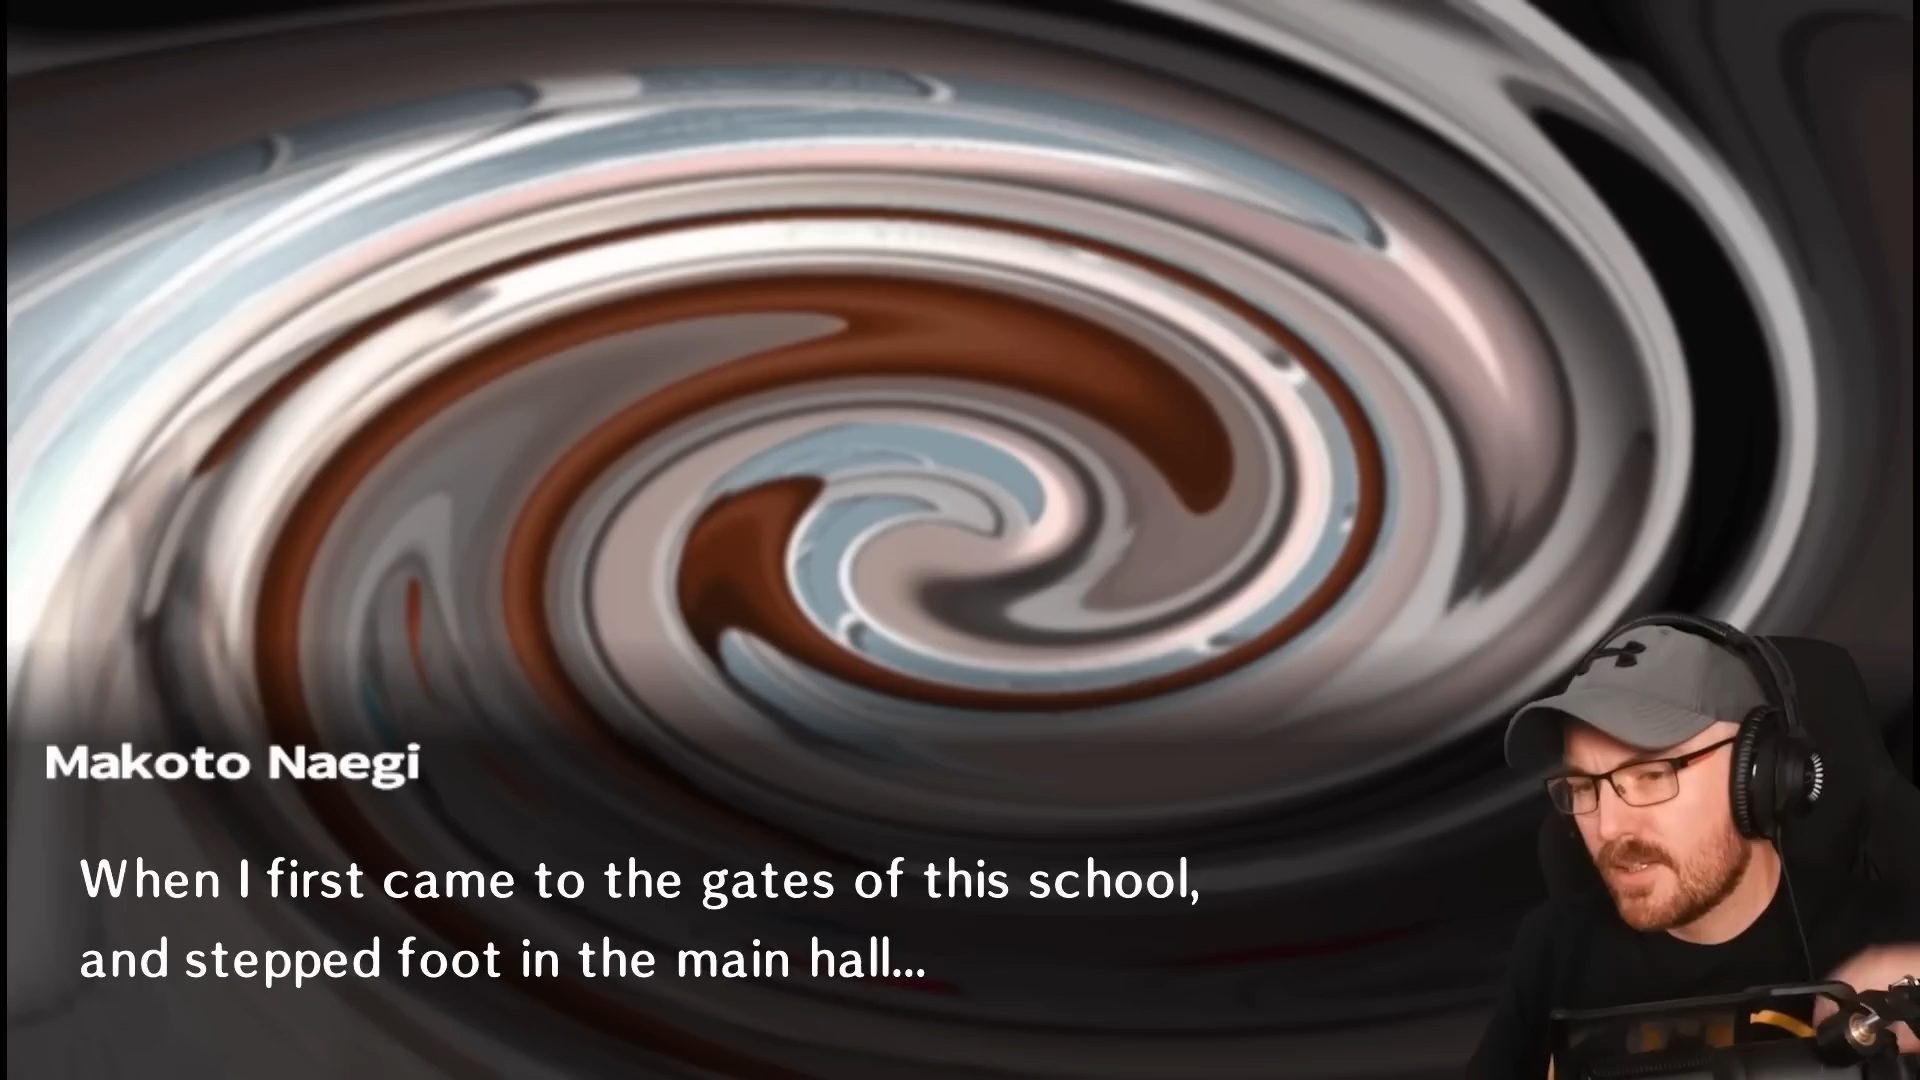 Makoto Naegi
When I first came to the gates of this school,
and stepped foot in the main hall...